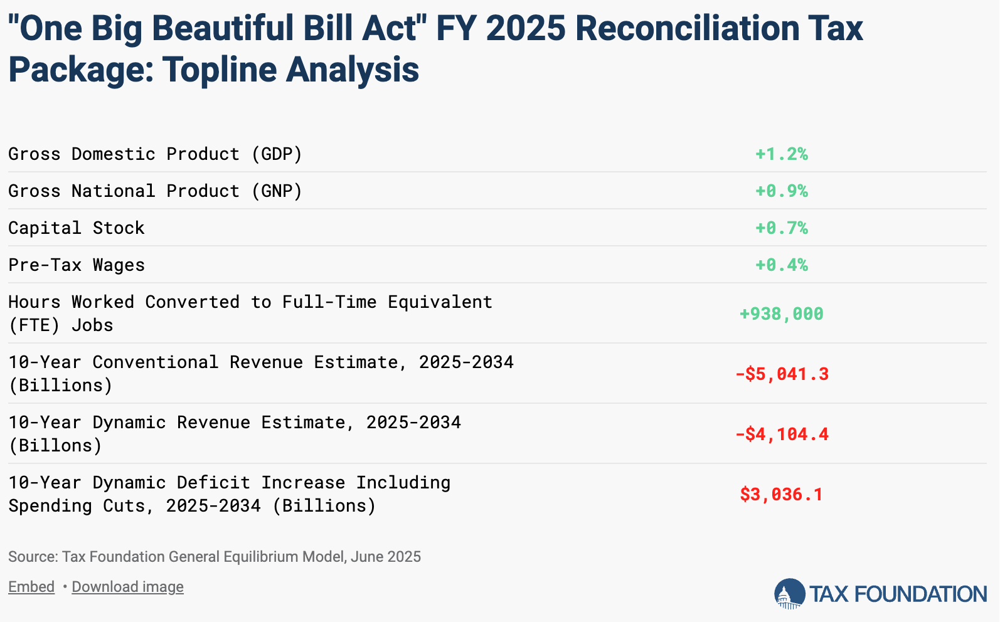 "One Big Beautiful Bill Act" FY 2025 Reconciliation Tax
Package: Topline Analysis
Gross Domestic Product (GDP) +1.2%
Gross National Product (GNP) +0.9%
Capital Stock +0.7%
Pre-Tax Wages +0.4%
Hours Worked Converted to Full-Time Equivalent
(FTE) Jobs
+938,000
10-Year Conventional Revenue Estimate, 2025-2034
(Billions)
-$5,041.3
10-Year Dynamic Revenue Estimate, 2025-2034
(Billons)
-$4,104.4
10-Year Dynamic Deficit Increase Including
Spending Cuts, 2025-2034 (Billions)
$3,036.1
Source: Tax Foundation General Equilibrium Model, June 2025
Embed • Download image
TAX FOUNDATION